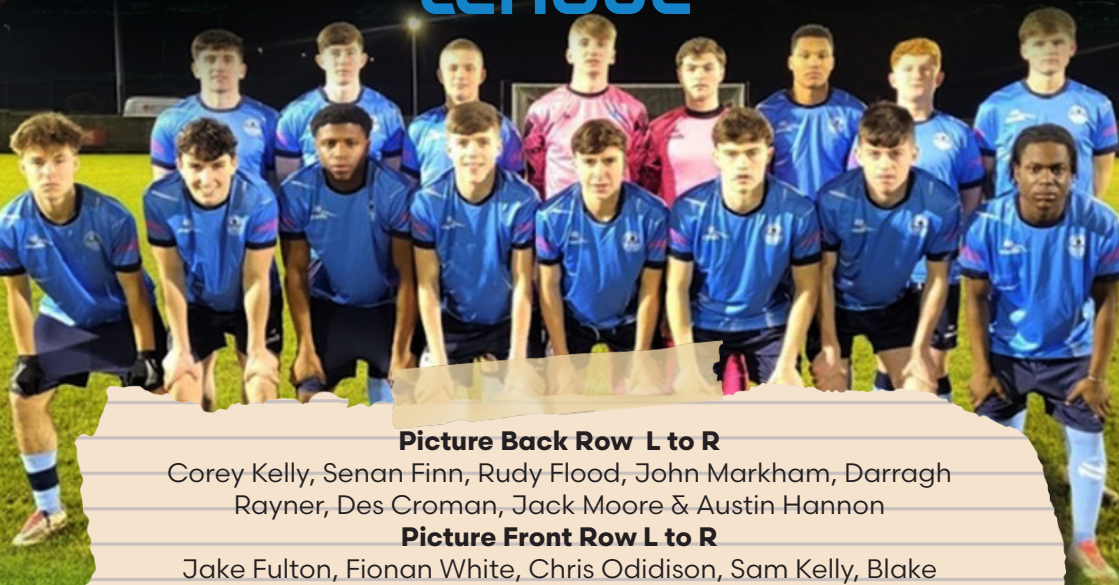 Picture Back Row L to R
Corey Kelly, Senan Finn, Rudy Flood, John Markham, Darragh
Rayner, Des Croman, Jack Moore & Austin Hannon
Picture Front Row L to R
Jake Fulton, Fionan White, Chris Odidison, Sam Kelly, Blake